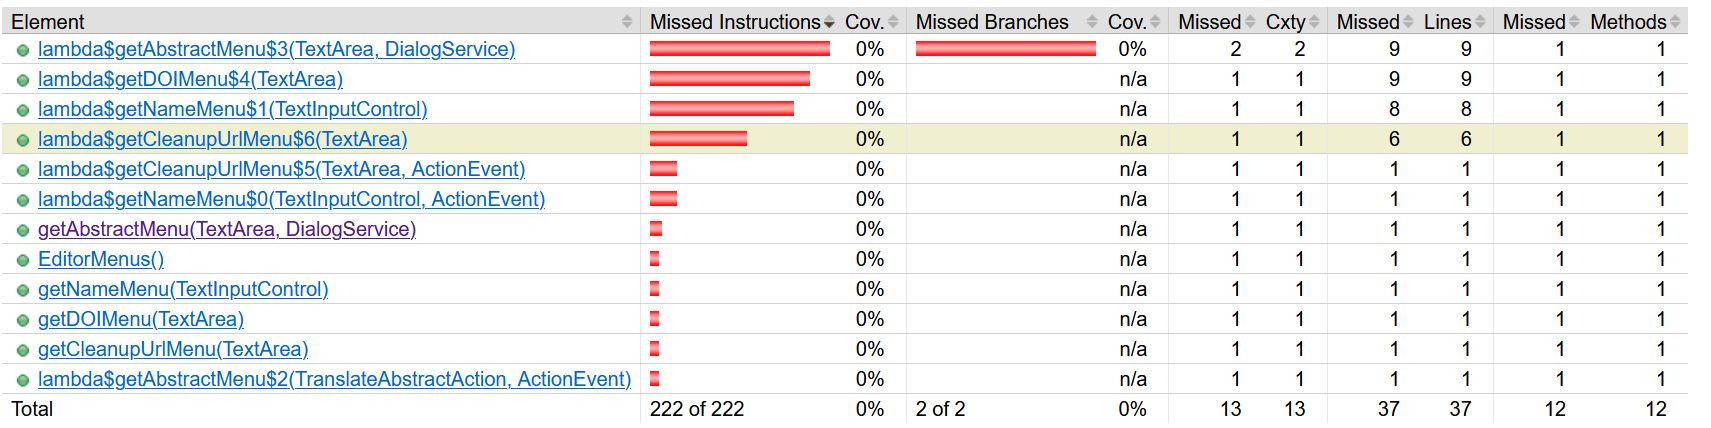 Element Missed Instructions Cov. Missed Branches Cov. Missed Cxty Missed Lines Missed Methods
lambda$getAbstractMenu$3(TextArea, DialogService) 0% 0% 2 2 9 9 1 1
lambda$getDOIMenu$4(TextArea) 0% n/a 1 1 9 9 1 1
lambda$getNameMenu$1(TextInputControl) 0% n/a 1 1 8 8 1 1
lambda$getCleanupUrlMenu$6(TextArea) 0% n/a 1 1 6 6 1 1
lambda$getCleanupUrlMenu$5(TextArea, ActionEvent) 0% n/a 1 1 1 1 1 1
lambda$getNameMenu$0(TextInputControl, ActionEvent) 0% n/a 1 1 1 1 1 1
getAbstractMenu(TextArea, DialogService) 0% n/a 1 1 1 1 1 1
EditorMenus() 0% n/a 1 1 1 1 1 1
getNameMenu(TextInputControl) 0% n/a 1 1 1 1 1 1
getDOIMenu(TextArea) 0% n/a 1 1 1 1 1 1
getCleanupUrlMenu(TextArea) 0% n/a 1 1 1 1 1 1
lambda$getAbstractMenu$2(TranslateAbstractAction, ActionEvent) 0% n/a 1 1 1 1 1 1
Total 222 of 222 0% 2 of 2 0% 13 13 37 37 12 12